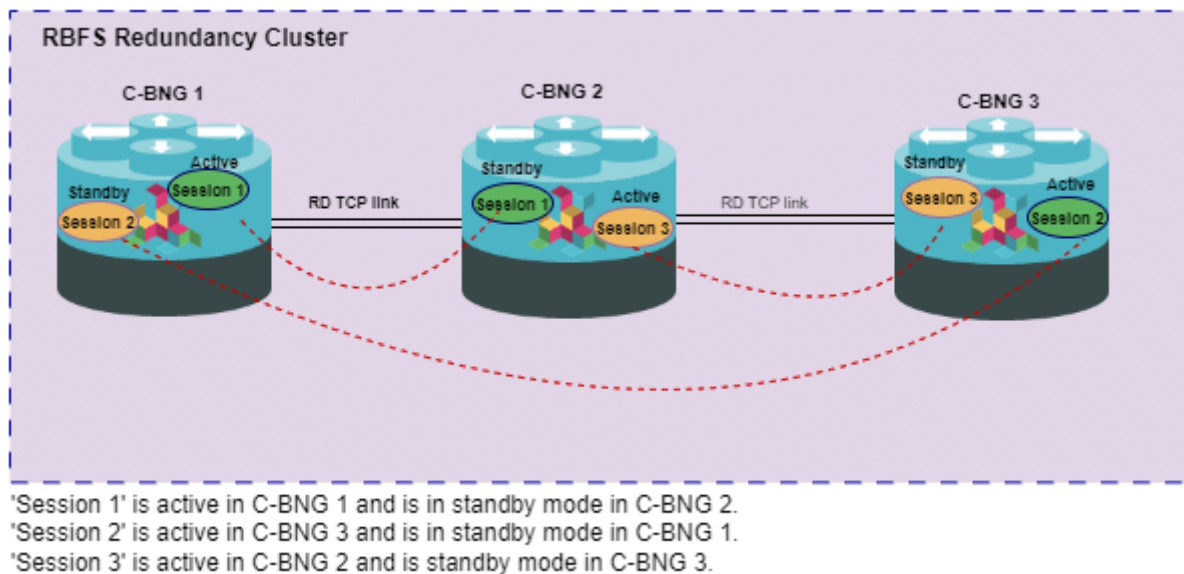 RBFS Redundancy Cluster
C-BNG 1
C-BNG 2
C-BNG 3
Active
Session 1
Standby
Session 2
RD TCP link
Standby
Session 1
Active
Session 3
RD TCP link
Standby
Session 3
Active
Session 2
'Session 1' is active in C-BNG 1 and is in standby mode in C-BNG 2.
'Session 2' is active in C-BNG 3 and is in standby mode in C-BNG 1.
'Session 3' is active in C-BNG 2 and is standby mode in C-BNG 3.